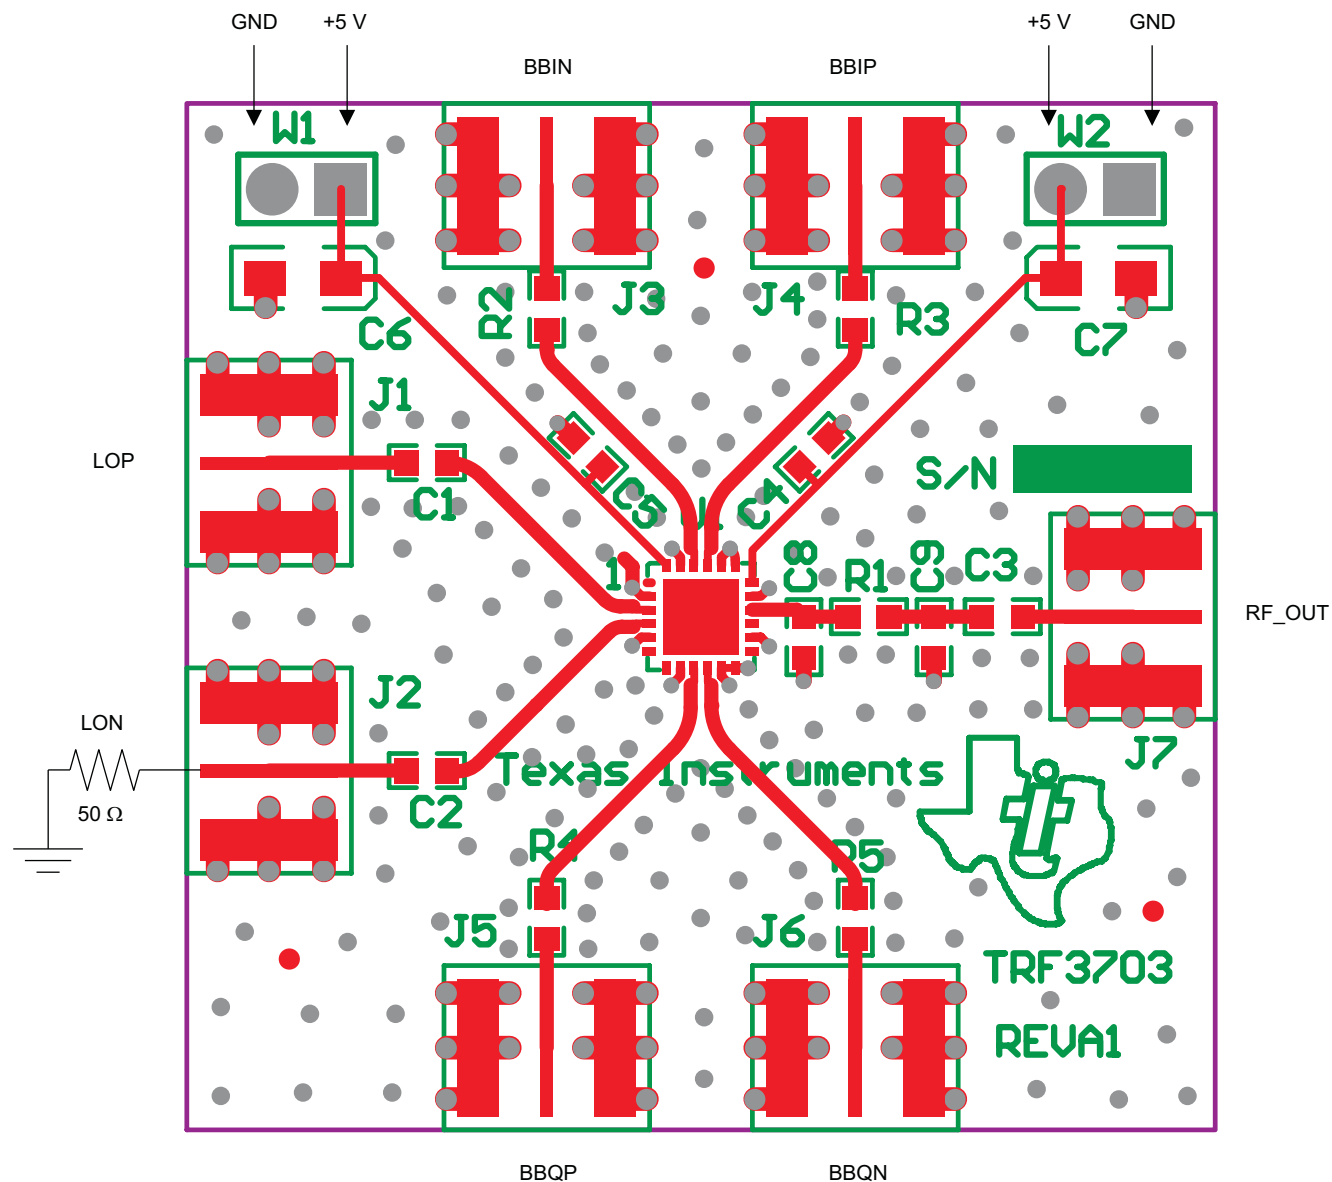 GND +5 V +5 V GND
BBIN BBIP
W1 W2
R2 J3 J4 R3
C6 C7
J1
LOP
C1
C5 U1 C4
S/N
1 C8 R1 C9 C3
RF_OUT
J2
LON
50 Ω
C2
Texas Instruments
J7
R4 R5
J5 J6
TRF3703
REVA1
BBQP BBQN